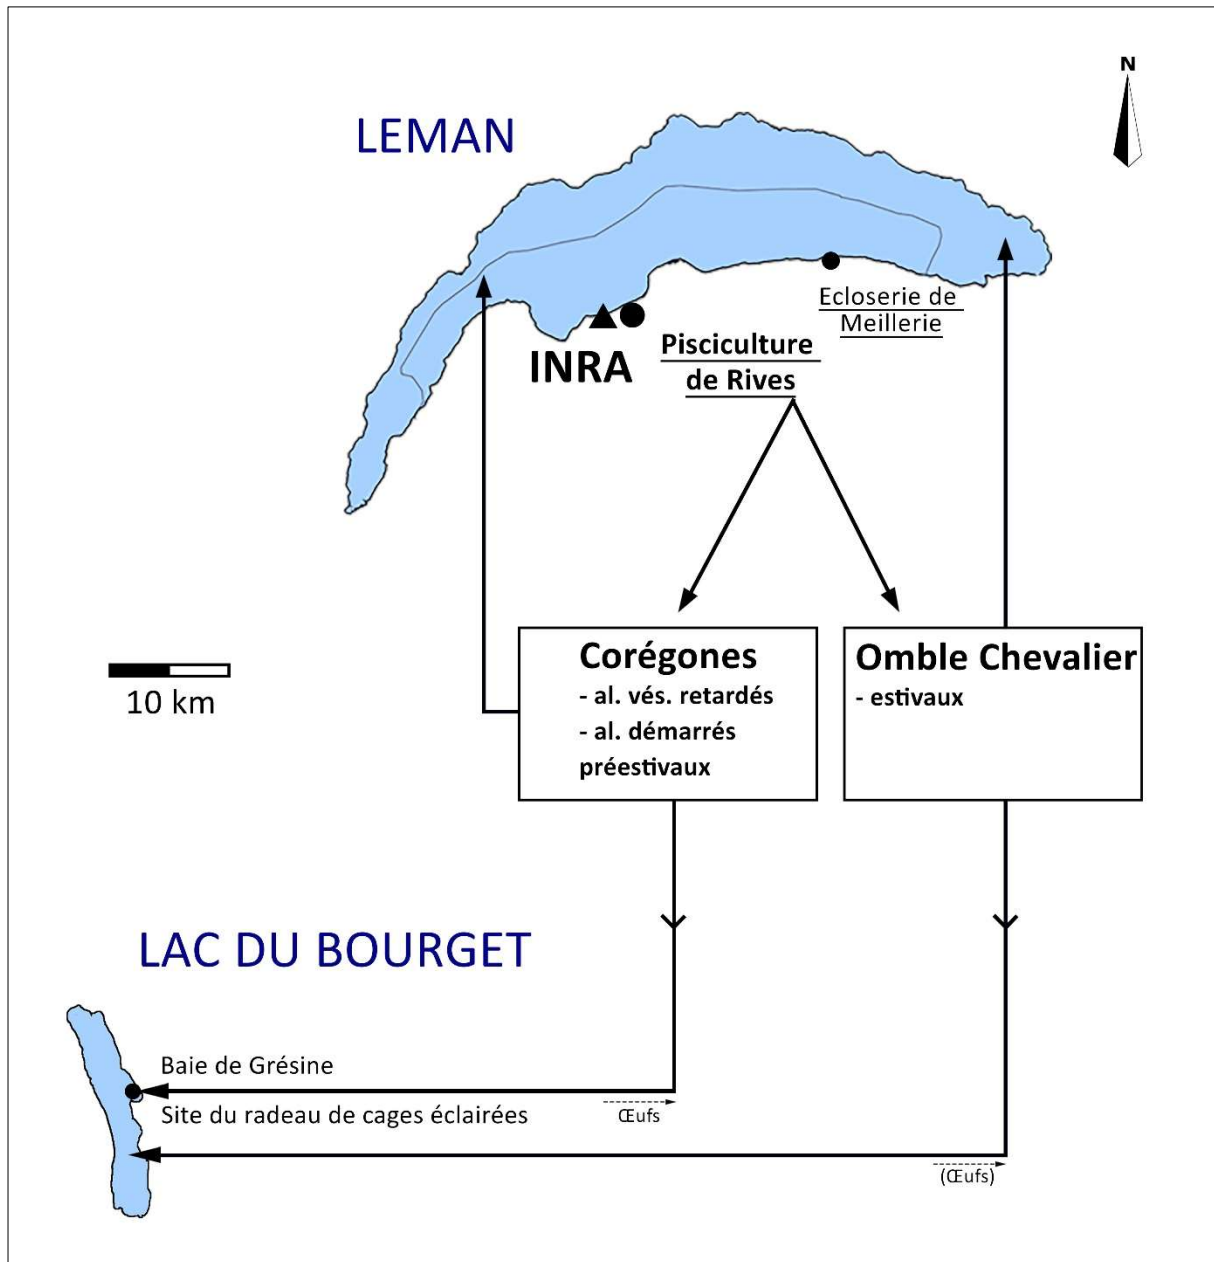 N
LEMAN
Ecloserie de
Meillerie
INRA
Pisciculture
de Rives
Corégones
- al. vés. retardés
- al. démarrés
préestivaux
Omble Chevalier
- estivaux
10 km
LAC DU BOURGET
Baie de Grésine
Site du radeau de cages éclairées
Œufs
(Œufs)